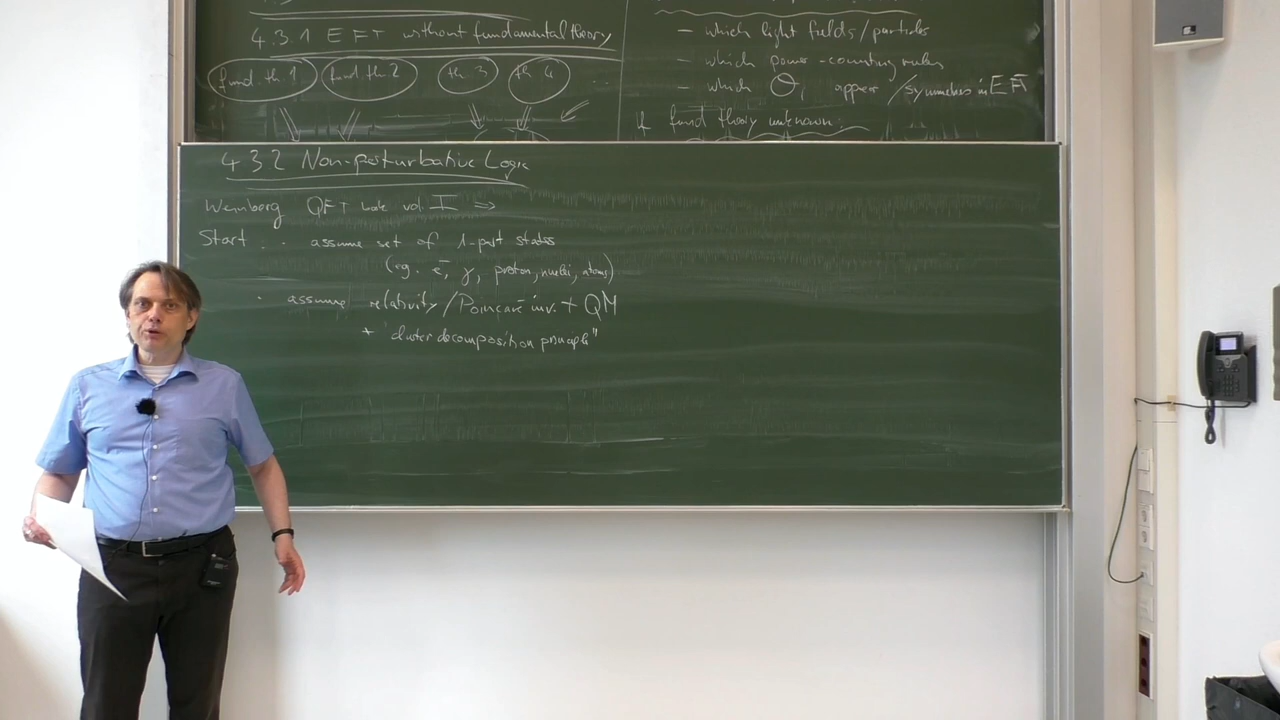 4.3.1 EFT without fundamental theory
fund th. 1 fund th. 2 th. 3 th. 4
- which light fields/particles
- which power-counting rules
- which O_i appear /symmetries in EFT
if fund theory unknown:
4.3.2 Non-perturbative Logic
Weinberg QFT book vol. I ⇒
Start . . assume set of 1-part states
(e.g. e⁻, γ, proton, nuclei, atoms)
· assume relativity/Poincaré inv. + QM
+ "cluster decomposition principle"